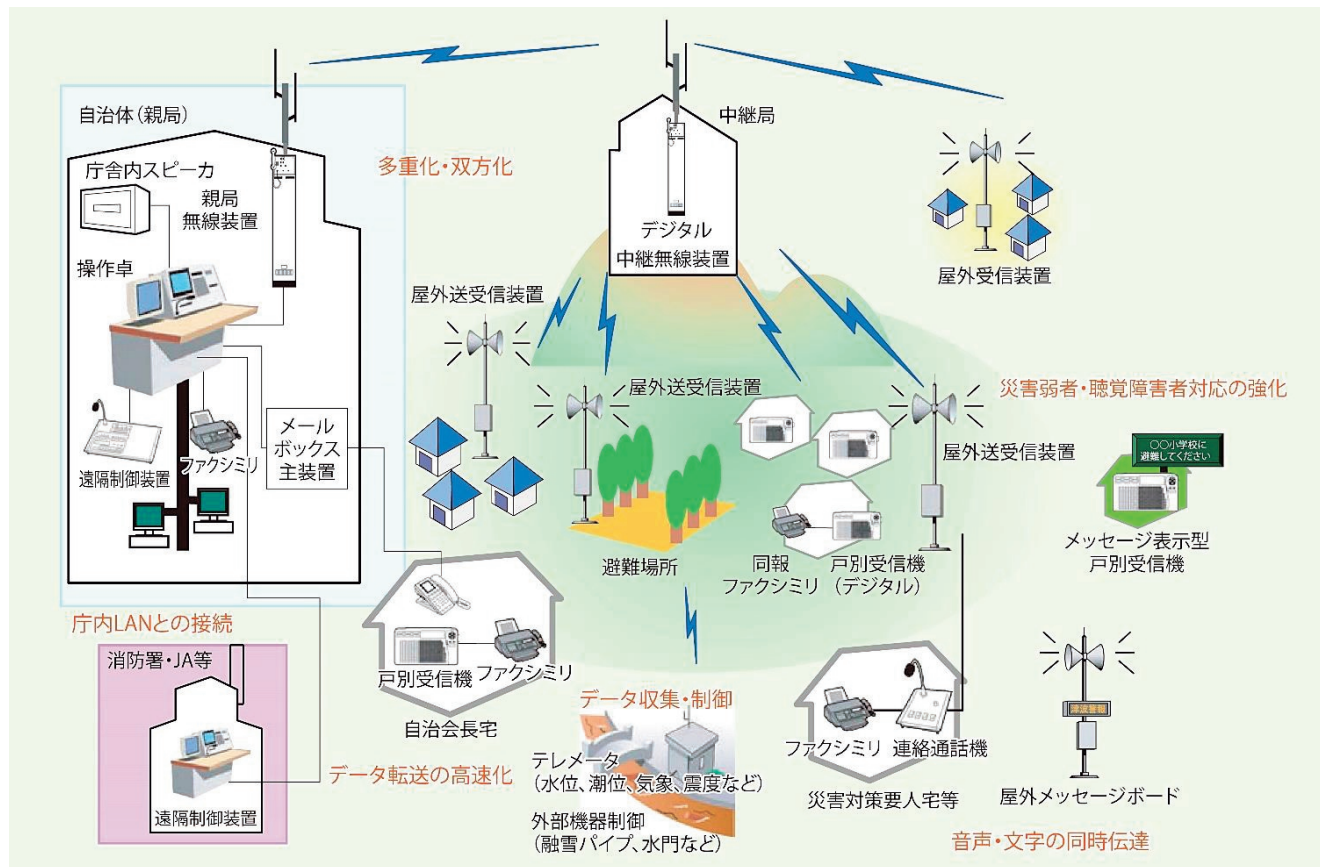 自治体(親局)
庁舎内スピーカ
親局
無線装置
操作卓
遠隔制御装置
ファクシミリ
メール
ボックス
主装置
多重化・双方化
中継局
デジタル
中継無線装置
屋外受信装置
屋外送受信装置
屋外送受信装置
屋外送受信装置
災害弱者・聴覚障害者対応の強化
〇〇小学校に
避難してください
メッセージ表示型
戸別受信機
避難場所
同報
ファクシミリ
戸別受信機
(デジタル)
庁内LANとの接続
消防署・JA等
遠隔制御装置
戸別受信機
ファクシミリ
自治会長宅
データ転送の高速化
データ収集・制御
テレメータ
(水位、潮位、気象、震度など)
外部機器制御
(融雪パイプ、水門など)
ファクシミリ
連絡通話機
災害対策要人宅等
屋外メッセージボード
音声・文字の同時伝達